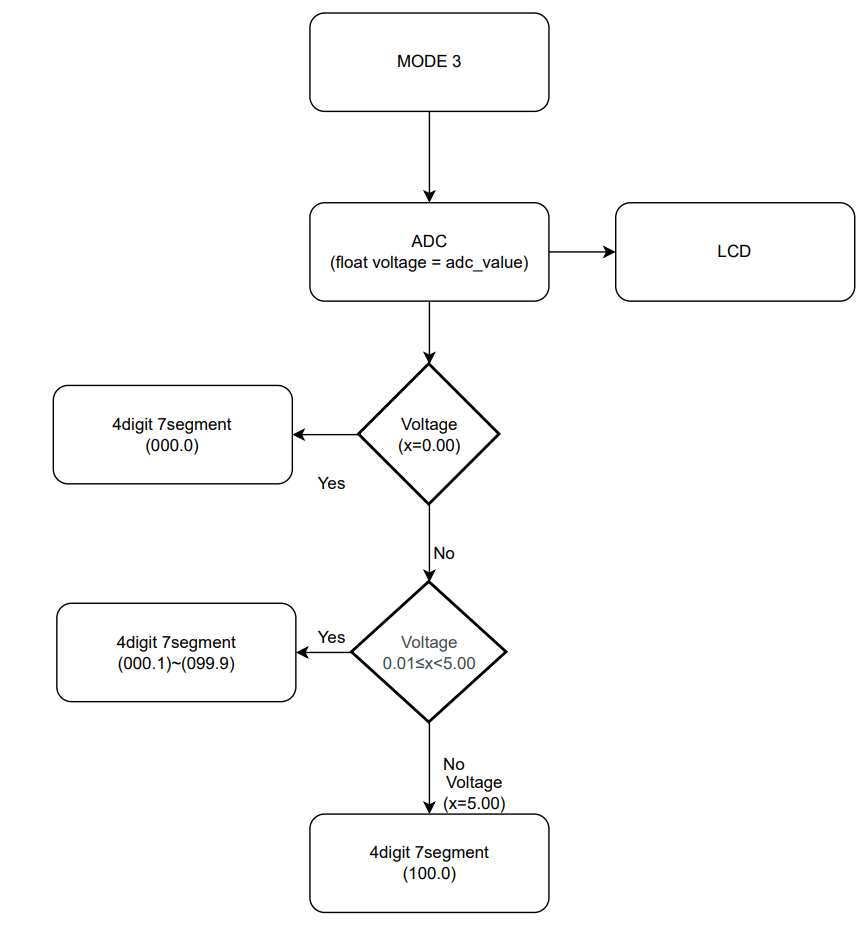 MODE 3
ADC
(float voltage = adc_value)
LCD
Voltage
(x=0.00)
4digit 7segment
(000.0)
Yes
No
Voltage
0.01≤x<5.00
Yes
4digit 7segment
(000.1)~(099.9)
No
Voltage
(x=5.00)
4digit 7segment
(100.0)